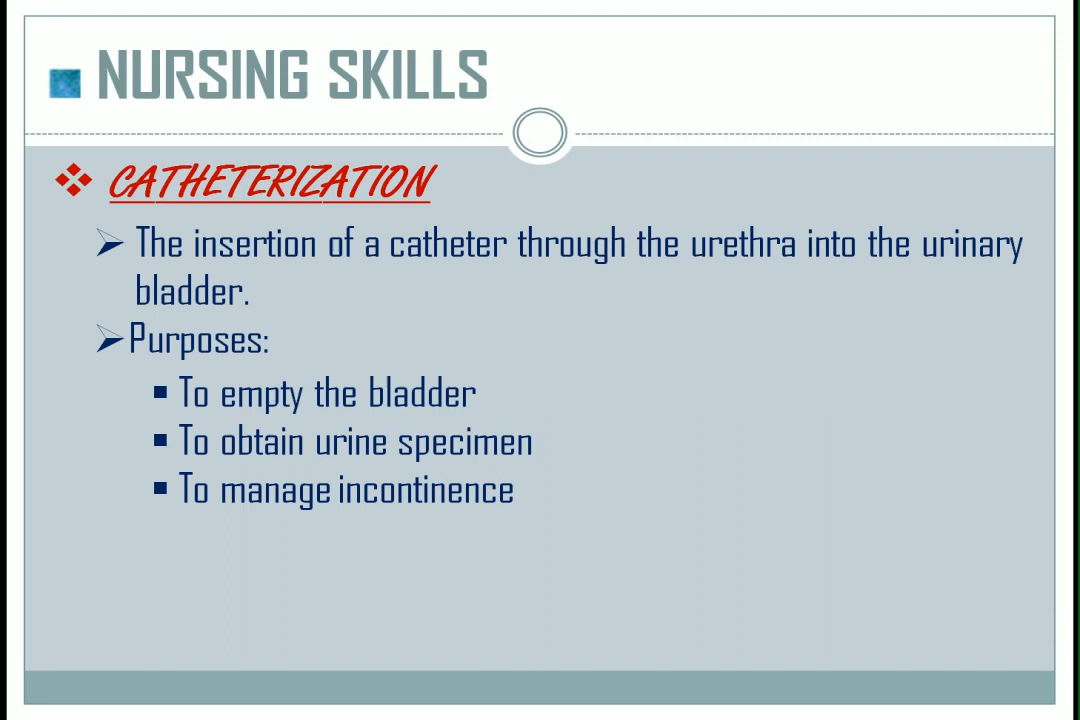 NURSING SKILLS
CATHETERIZATION
The insertion of a catheter through the urethra into the urinary
bladder.
Purposes:
To empty the bladder
To obtain urine specimen
To manage incontinence